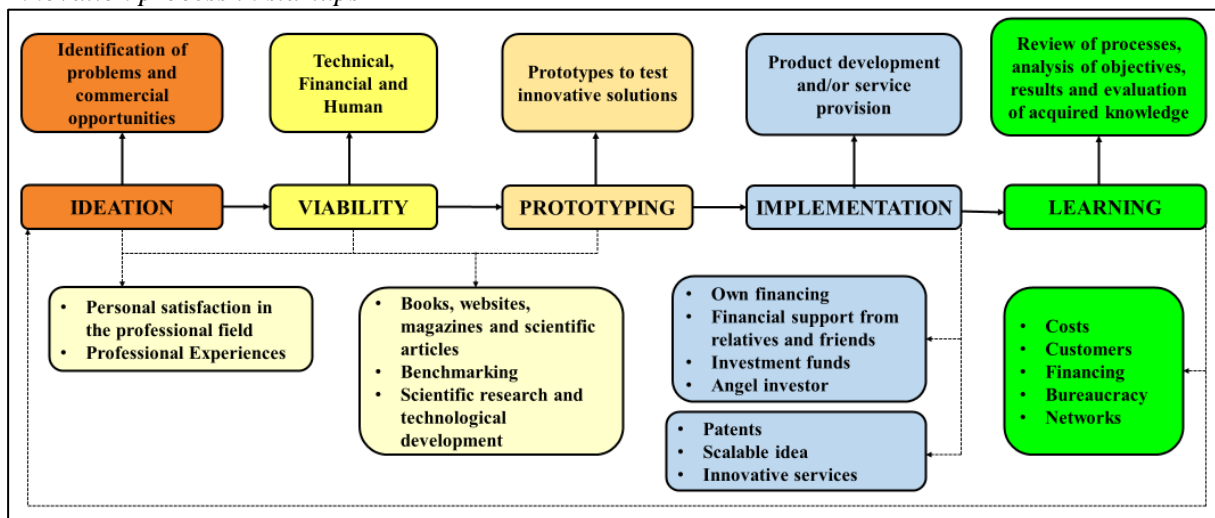 Innovation process in startups
Identification of
problems and
commercial
opportunities
Technical,
Financial and
Human
Prototypes to test
innovative solutions
Product development
and/or service
provision
Review of processes,
analysis of objectives,
results and evaluation
of acquired knowledge
IDEATION
VIABILITY
PROTOTYPING
IMPLEMENTATION
LEARNING
• Personal satisfaction in
the professional field
• Professional Experiences
• Books, websites,
magazines and scientific
articles
• Benchmarking
• Scientific research and
technological
development
• Own financing
• Financial support from
relatives and friends
• Investment funds
• Angel investor
• Patents
• Scalable idea
• Innovative services
• Costs
• Customers
• Financing
• Bureaucracy
• Networks